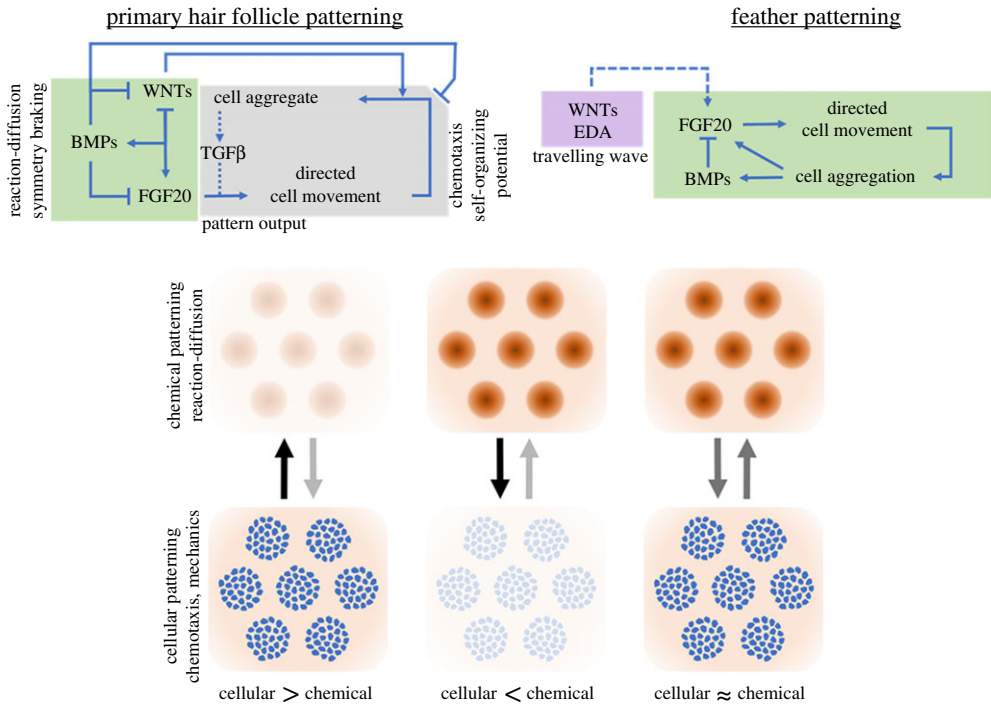 primary hair follicle patterning
feather patterning
reaction-diffusion
symmetry braking
WNTs
BMPs
FGF20
cell aggregate
TGFβ
directed
cell movement
pattern output
chemotaxis
self-organizing
potential
WNTs
EDA
travelling wave
FGF20
directed
cell movement
BMPs
cell aggregation
chemical patterning
reaction-diffusion
cellular patterning
chemotaxis, mechanics
cellular > chemical
cellular < chemical
cellular ≈ chemical